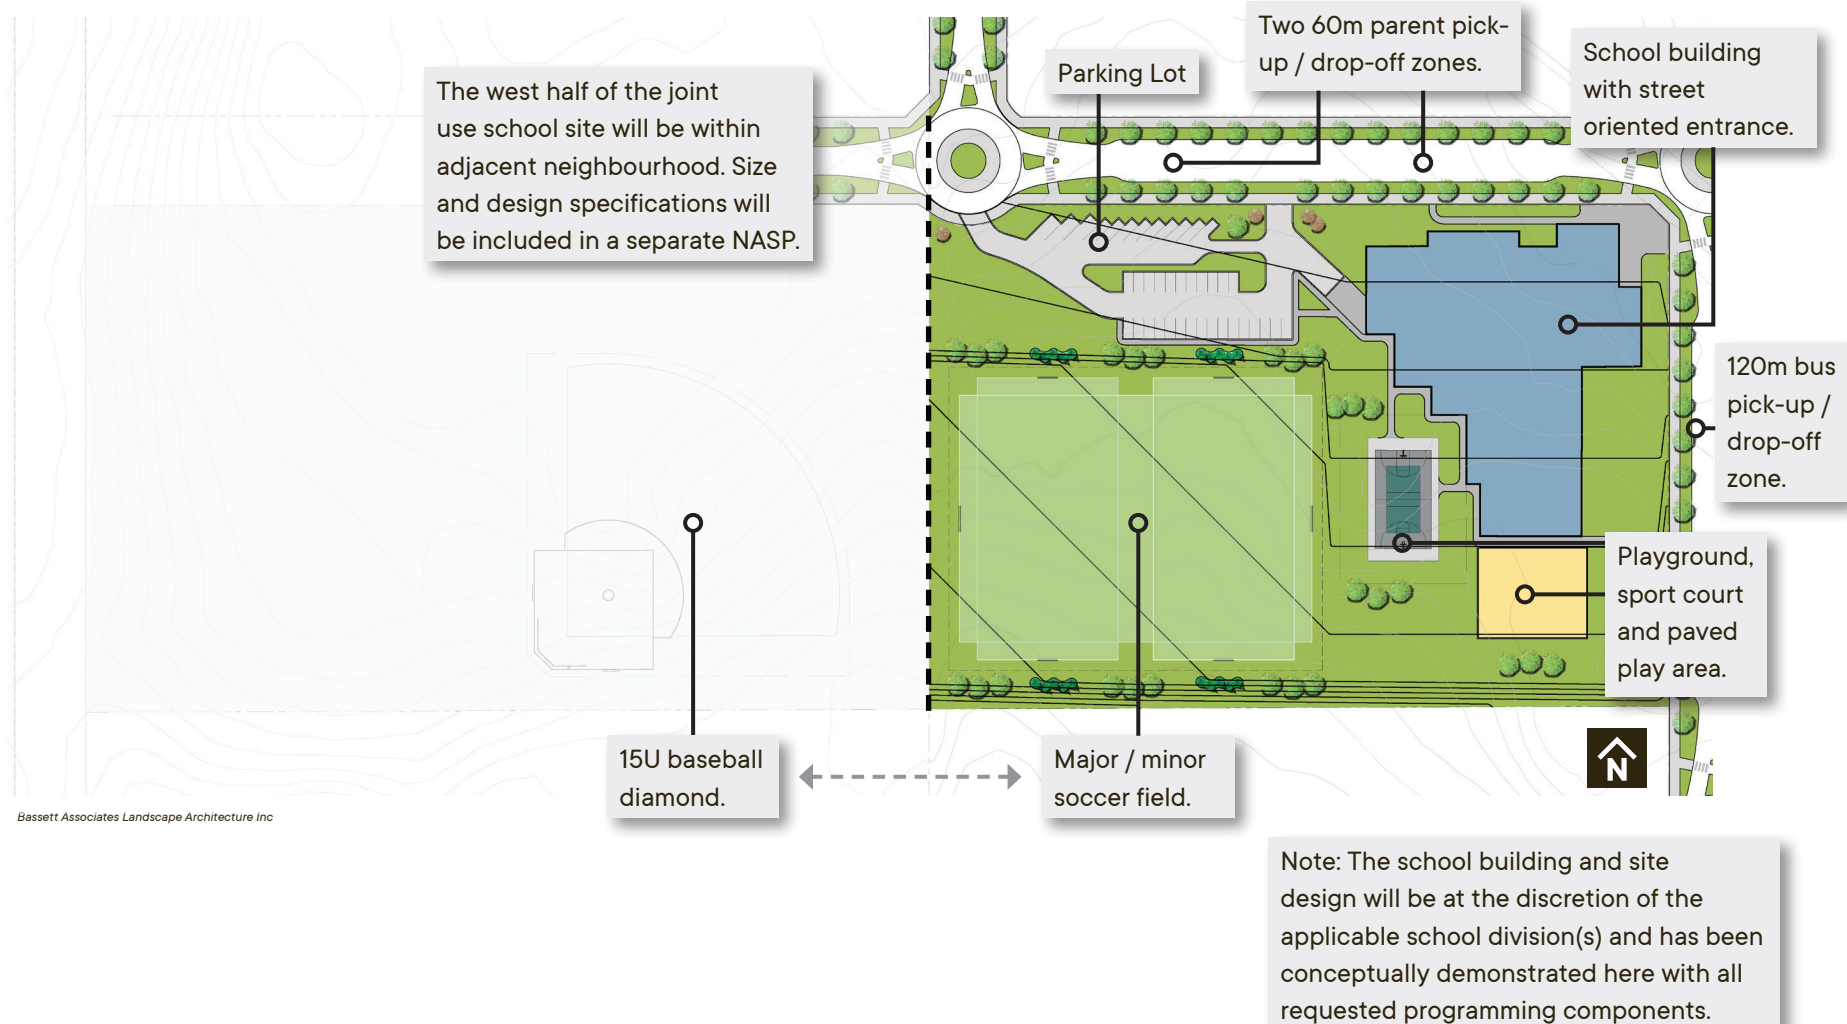 Two 60m parent pick-
up / drop-off zones.
School building
with street
oriented entrance.
Parking Lot
The west half of the joint
use school site will be within
adjacent neighbourhood. Size
and design specifications will
be included in a separate NASP.
120m bus
pick-up /
drop-off
zone.
Playground,
sport court
and paved
play area.
15U baseball
diamond.
Major / minor
soccer field.
N
Bassett Associates Landscape Architecture Inc
Note: The school building and site
design will be at the discretion of the
applicable school division(s) and has been
conceptually demonstrated here with all
requested programming components.